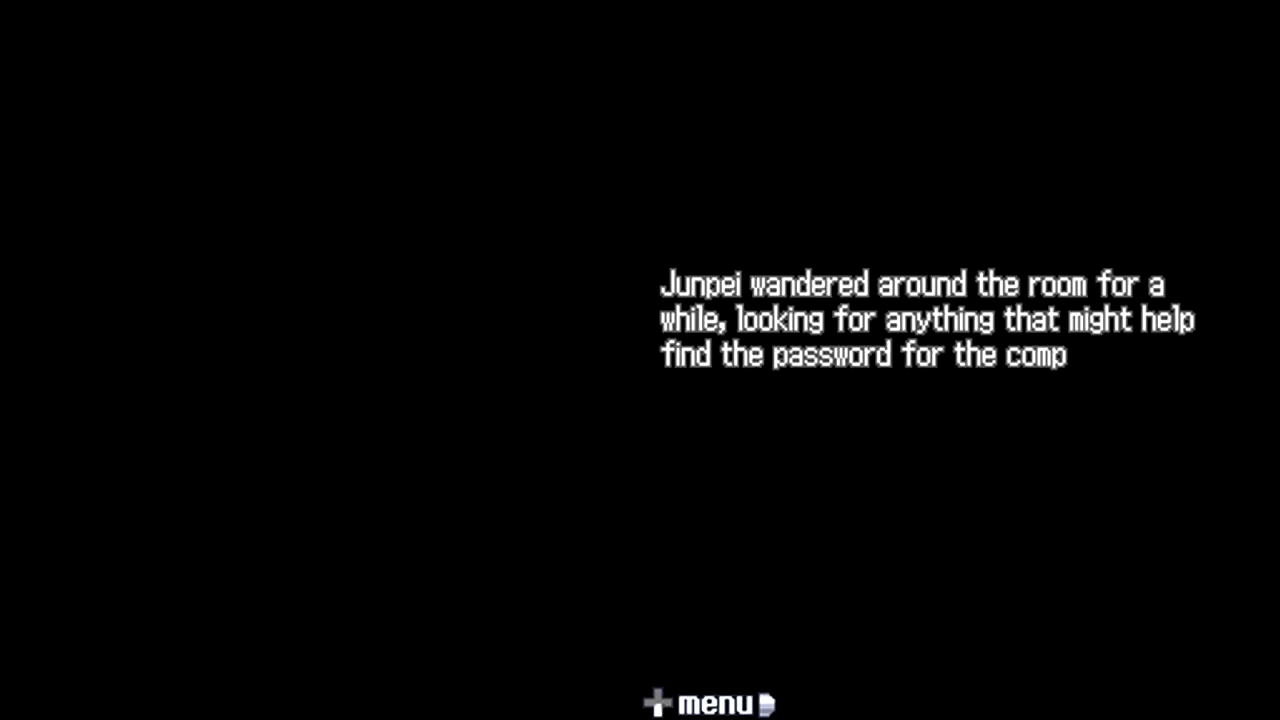 Junpei wandered around the room for a
while, looking for anything that might help
find the password for the comp
menu